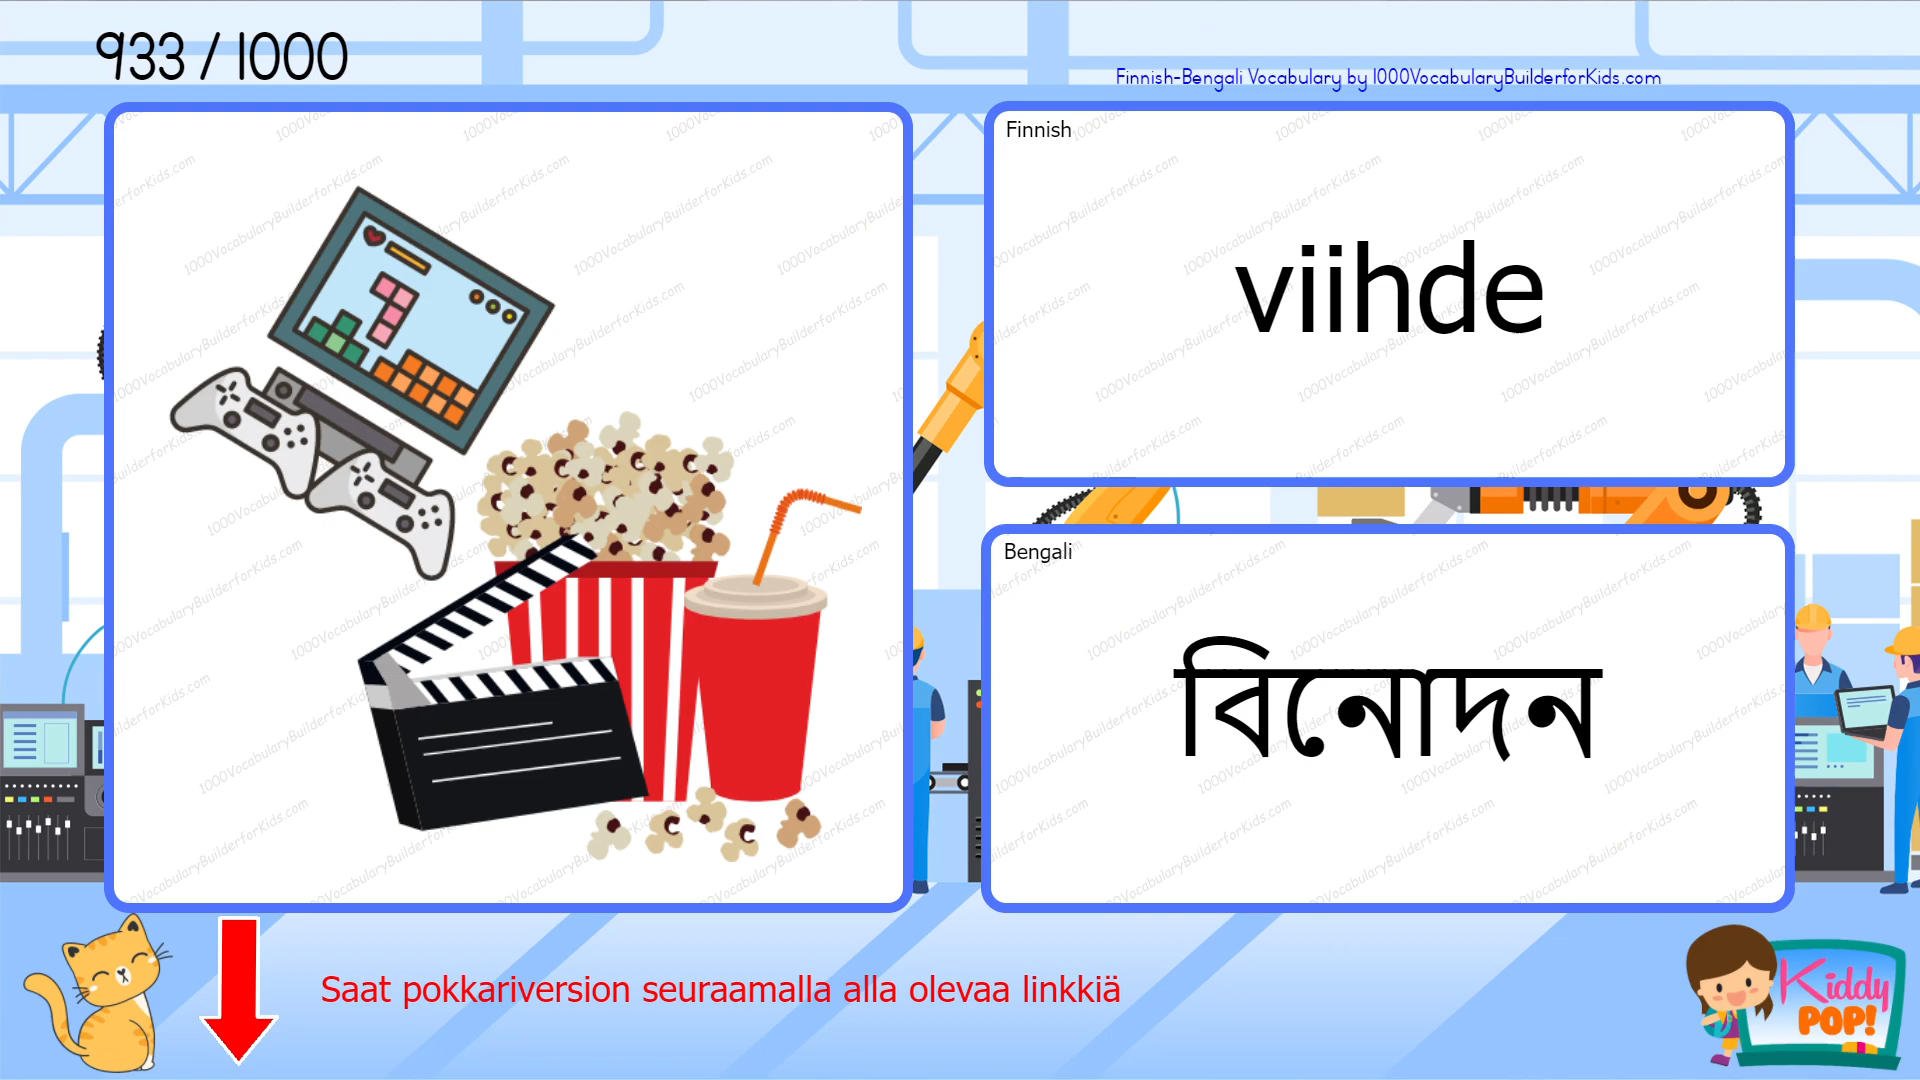 933 / 1000
Finnish-Bengali Vocabulary by 1000VocabularyBuilderforKids.com
Finnish
viihde
Bengali
বিনোদন
Saat pokkariversion seuraamalla alla olevaa linkkiä
Kiddy
POP!